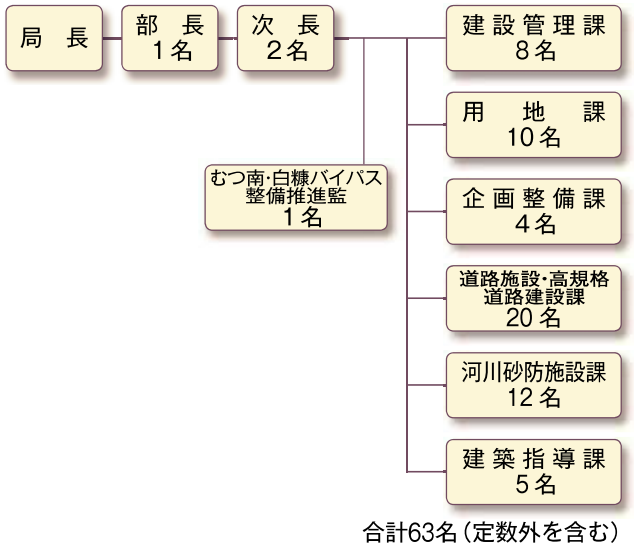 局長
部長
1名
次長
2名
むつ南・白糠バイパス
整備推進監
1名
建設管理課
8名
用地課
10名
企画整備課
4名
道路施設・高規格
道路建設課
20名
河川砂防施設課
12名
建築指導課
5名
合計63名（定数外を含む）